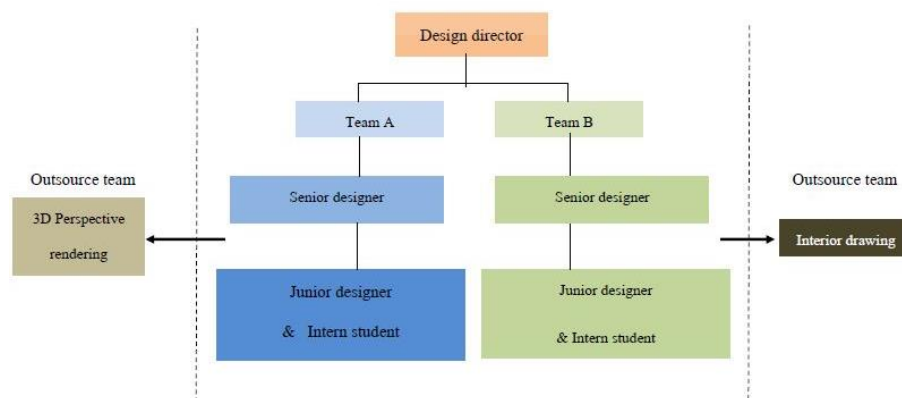 Design director
Team A
Team B
Outsource team
Senior designer
Senior designer
Outsource team
3D Perspective
rendering
Interior drawing
Junior designer
& Intern student
Junior designer
& Intern student